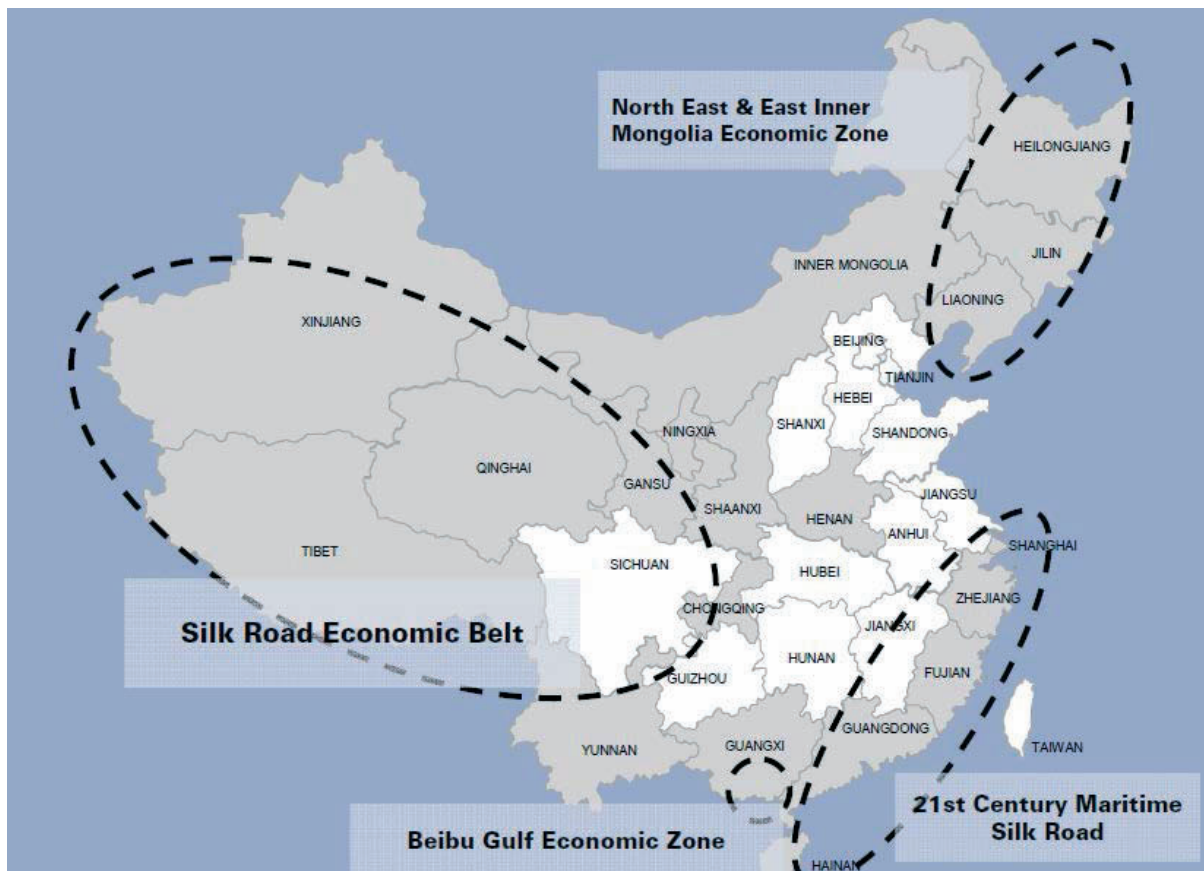 North East & East Inner
Mongolia Economic Zone
HEILONGJIANG
JILIN
INNER MONGOLIA
LIAONING
XINJIANG
BEIJING
TIANJIN
HEBEI
SHANXI
SHANDONG
NINGXIA
QINGHAI
GANSU
JIANGSU
SHAANXI
HENAN
ANHUI
SHANGHAI
TIBET
SICHUAN
HUBEI
ZHEJIANG
CHONGQING
JIANGXI
Silk Road Economic Belt
HUNAN
GUIZHOU
FUJIAN
GUANGDONG
YUNNAN
GUANGXI
TAIWAN
21st Century Maritime
Silk Road
Beibu Gulf Economic Zone
HAINAN